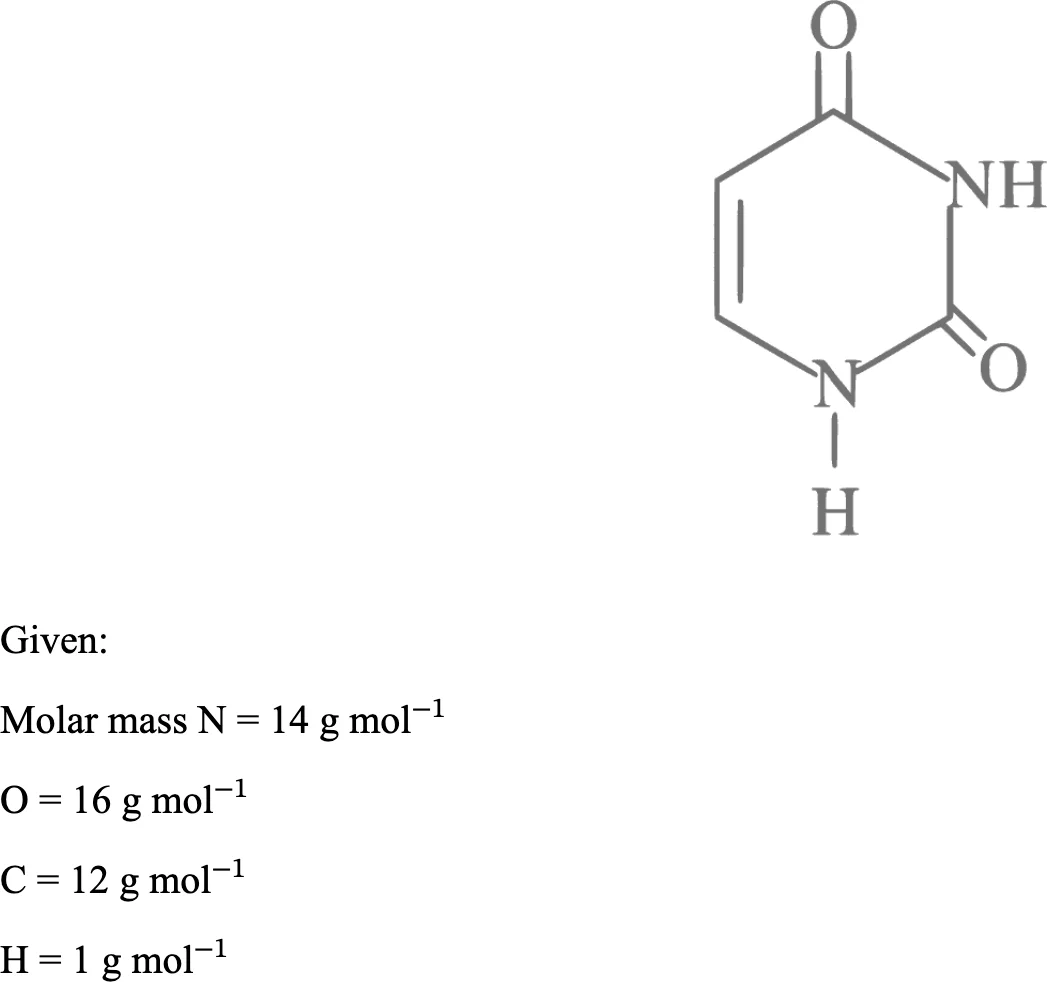 O
NH
O
N
H
Given:
Molar mass N = 14 g mol⁻¹
O = 16 g mol⁻¹
C = 12 g mol⁻¹
H = 1 g mol⁻¹